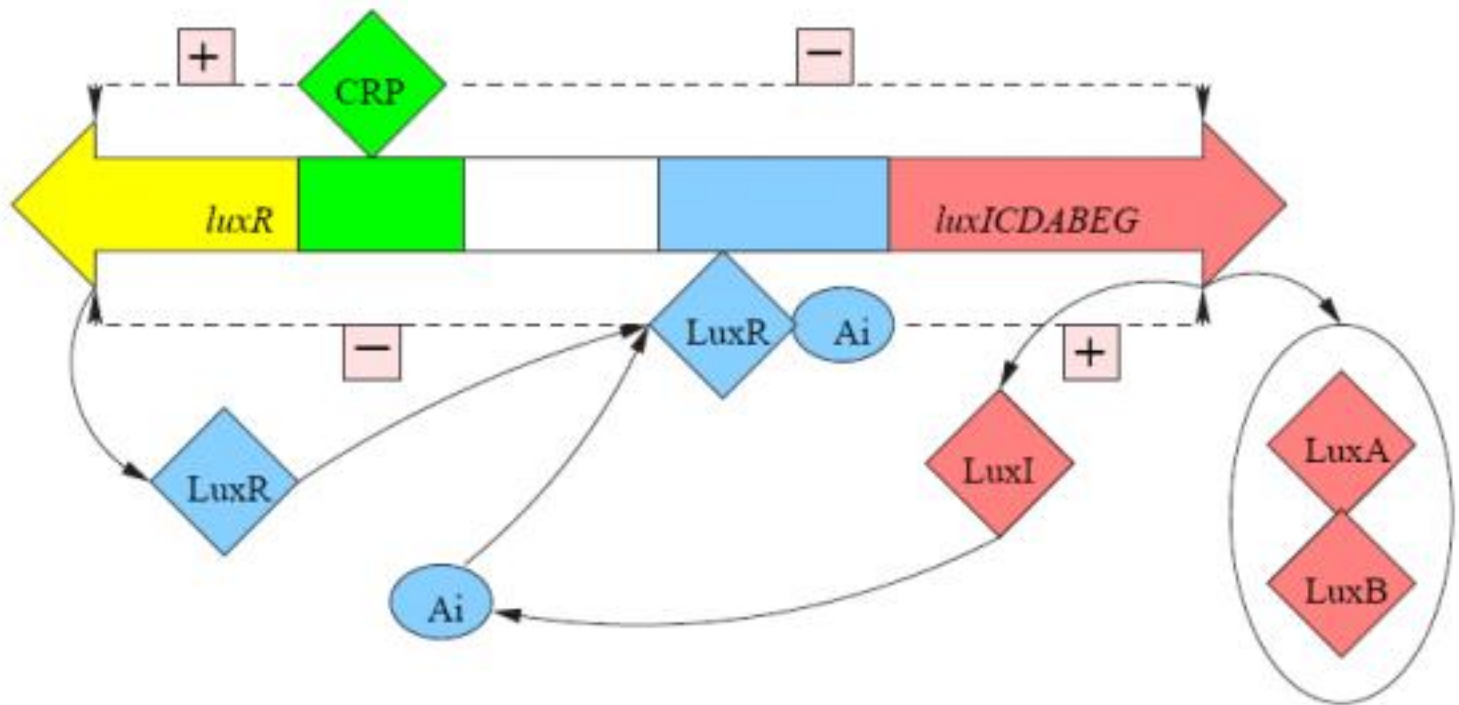 +
−
CRP
luxR
luxICDABEG
LuxR
Ai
−
+
LuxR
LuxI
LuxA
Ai
LuxB